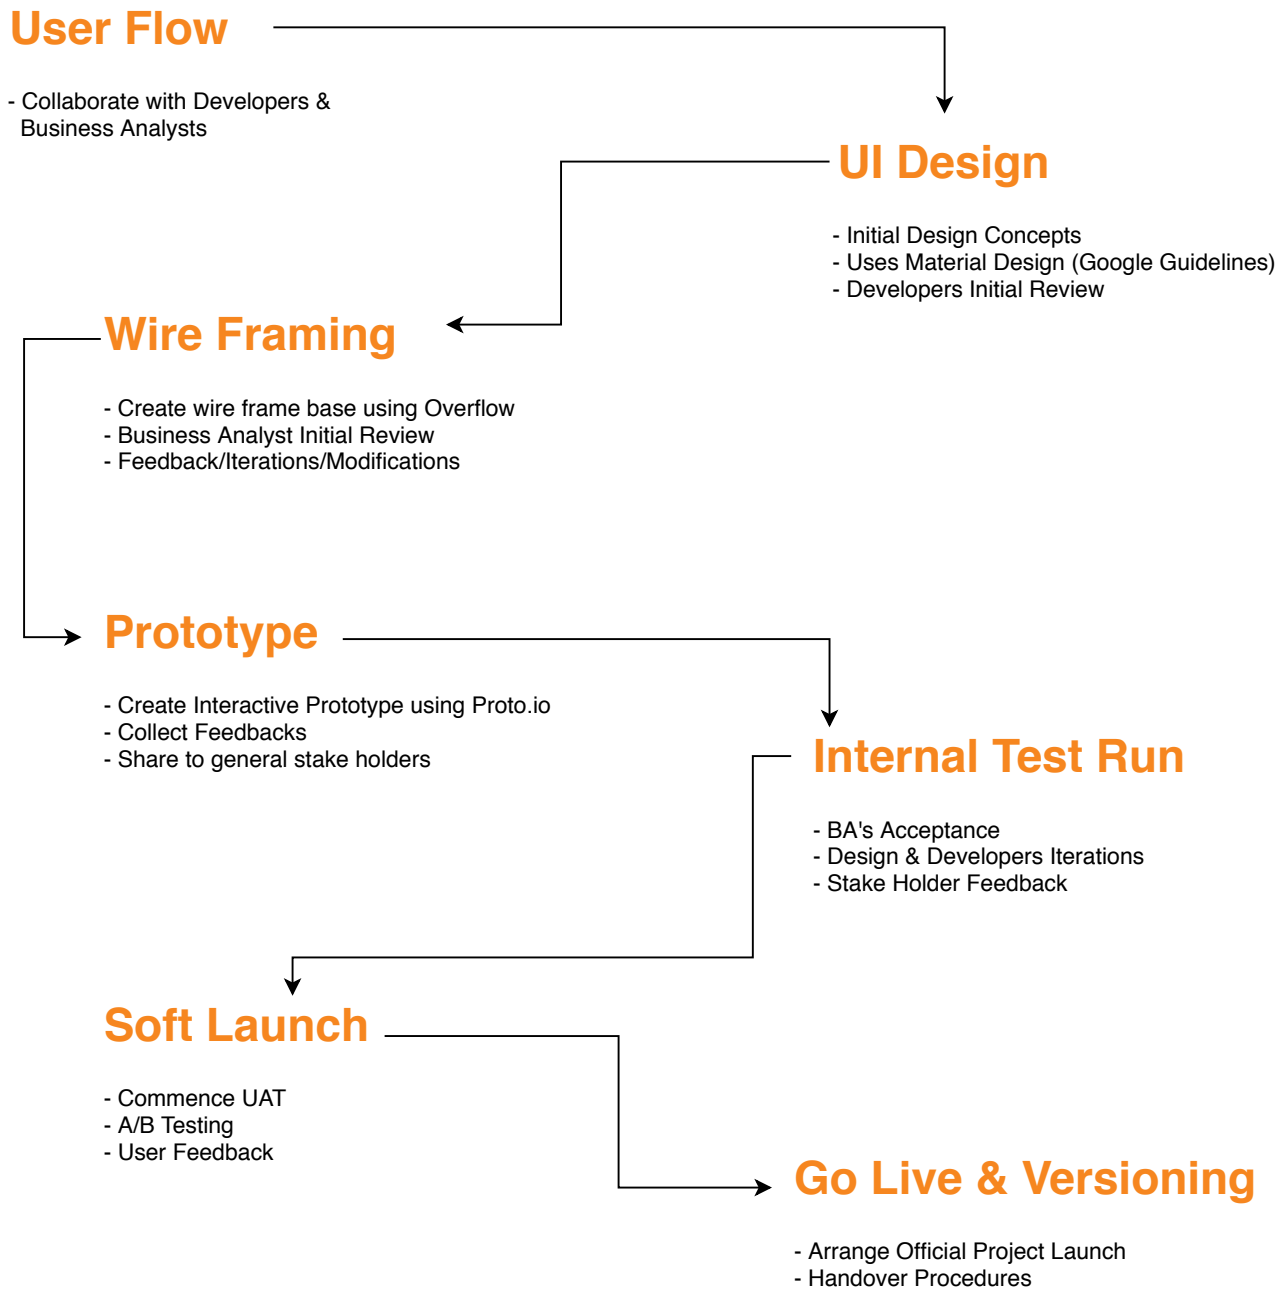 User Flow
- Collaborate with Developers &
Business Analysts
UI Design
- Initial Design Concepts
- Uses Material Design (Google Guidelines)
- Developers Initial Review
Wire Framing
- Create wire frame base using Overflow
- Business Analyst Initial Review
- Feedback/Iterations/Modifications
Prototype
- Create Interactive Prototype using Proto.io
- Collect Feedbacks
- Share to general stake holders
Internal Test Run
- BA's Acceptance
- Design & Developers Iterations
- Stake Holder Feedback
Soft Launch
- Commence UAT
- A/B Testing
- User Feedback
Go Live & Versioning
- Arrange Official Project Launch
- Handover Procedures